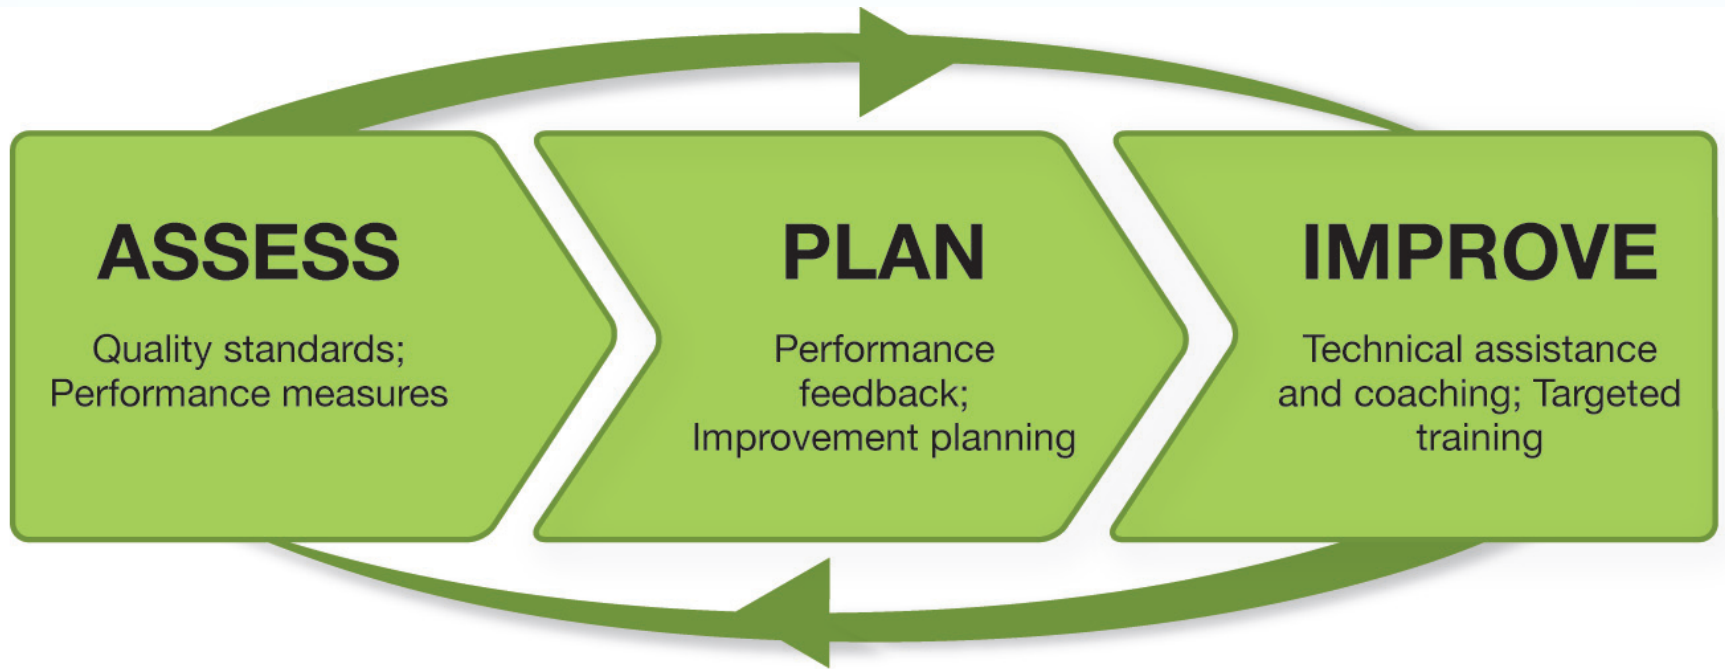 ASSESS
Quality standards;
Performance measures
PLAN
Performance
feedback;
Improvement planning
IMPROVE
Technical assistance
and coaching; Targeted
training